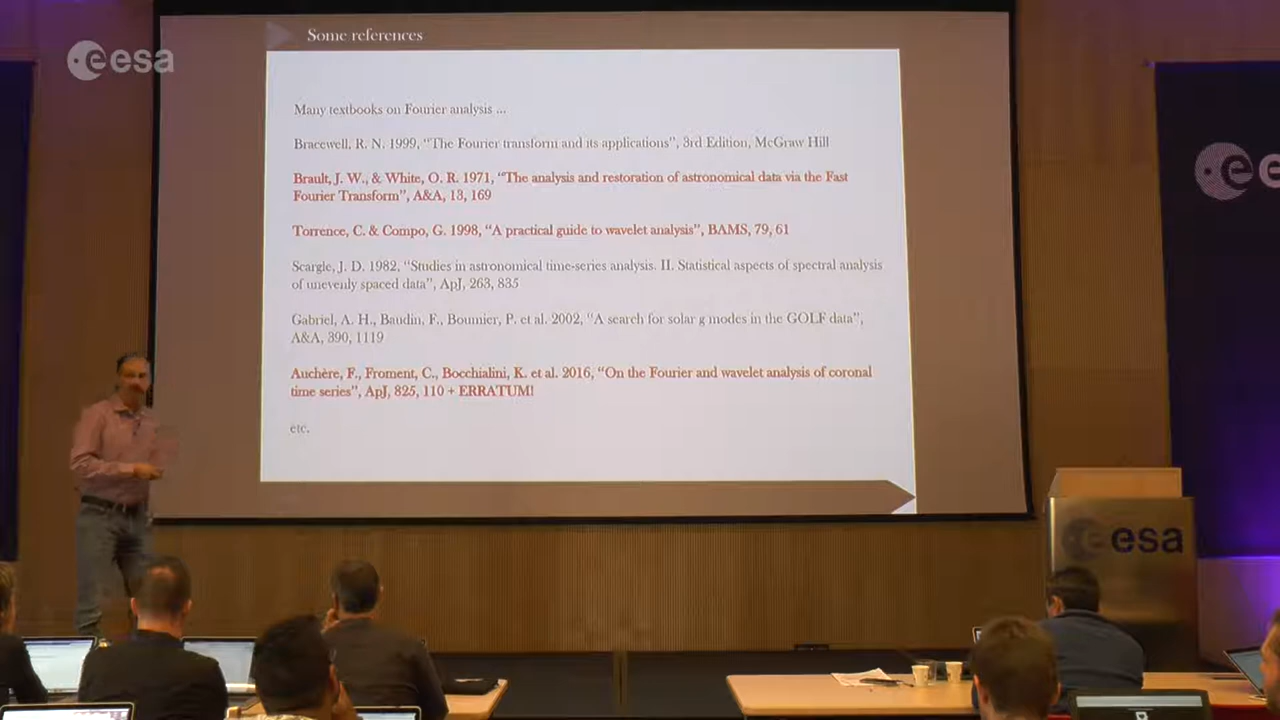 Some references
esa
Many textbooks on Fourier analysis ...
Bracewell, R. N. 1999, “The Fourier transform and its applications”, 3rd Edition, McGraw Hill
Brault, J. W., & White, O. R. 1971, “The analysis and restoration of astronomical data via the Fast
Fourier Transform”, A&A, 13, 169
Torrence, C. & Compo, G. 1998, “A practical guide to wavelet analysis”, BAMS, 79, 61
Scargle, J. D. 1982, “Studies in astronomical time-series analysis. II. Statistical aspects of spectral analysis
of unevenly spaced data”, ApJ, 263, 835
Gabriel, A. H., Baudin, F., Boumier, P. et al. 2002, “A search for solar g modes in the GOLF data”,
A&A, 390, 1119
Auchère, F., Froment, C., Bocchialini, K. et al. 2016, “On the Fourier and wavelet analysis of coronal
time series”, ApJ, 825, 110 + ERRATUM!
etc.
esa